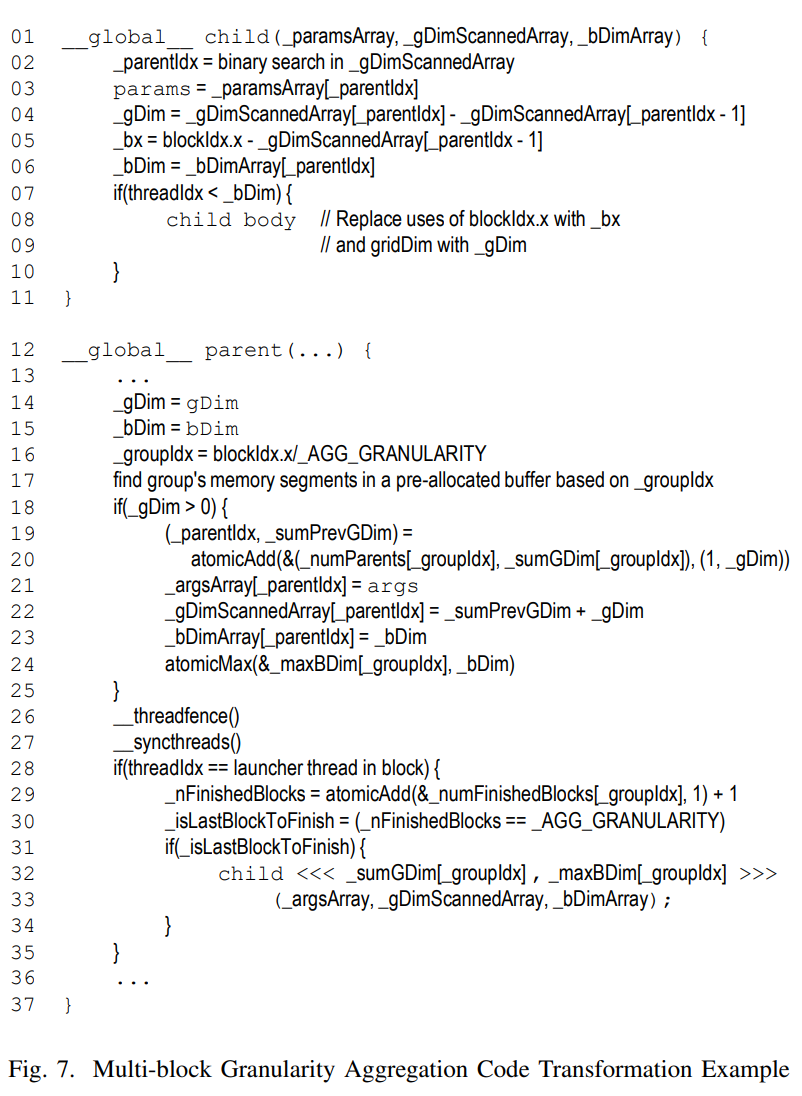 01 __global__ child(_paramsArray, _gDimScannedArray, _bDimArray) {
02 _parentIdx = binary search in _gDimScannedArray
03 params = _paramsArray[_parentIdx]
04 _gDim = _gDimScannedArray[_parentIdx] - _gDimScannedArray[_parentIdx - 1]
05 _bx = blockIdx.x - _gDimScannedArray[_parentIdx - 1]
06 _bDim = _bDimArray[_parentIdx]
07 if(threadIdx < _bDim) {
08 child body // Replace uses of blockIdx.x with _bx
09 // and gridDim with _gDim
10 }
11 }
12 __global__ parent(...) {
13 ...
14 _gDim = gDim
15 _bDim = bDim
16 _groupIdx = blockIdx.x/_AGG_GRANULARITY
17 find group's memory segments in a pre-allocated buffer based on _groupIdx
18 if(_gDim > 0) {
19 (_parentIdx, _sumPrevGDim) =
20 atomicAdd(&(_numParents[_groupIdx], _sumGDim[_groupIdx]), (1, _gDim))
21 _argsArray[_parentIdx] = args
22 _gDimScannedArray[_parentIdx] = _sumPrevGDim + _gDim
23 _bDimArray[_parentIdx] = _bDim
24 atomicMax(&_maxBDim[_groupIdx], _bDim)
25 }
26 __threadfence()
27 __syncthreads()
28 if(threadIdx == launcher thread in block) {
29 _nFinishedBlocks = atomicAdd(&_numFinishedBlocks[_groupIdx], 1) + 1
30 _isLastBlockToFinish = (_nFinishedBlocks == _AGG_GRANULARITY)
31 if(_isLastBlockToFinish) {
32 child <<< _sumGDim[_groupIdx] , _maxBDim[_groupIdx] >>>
33 (_argsArray, _gDimScannedArray, _bDimArray) ;
34 }
35 }
36 ...
37 }
Fig. 7. Multi-block Granularity Aggregation Code Transformation Example